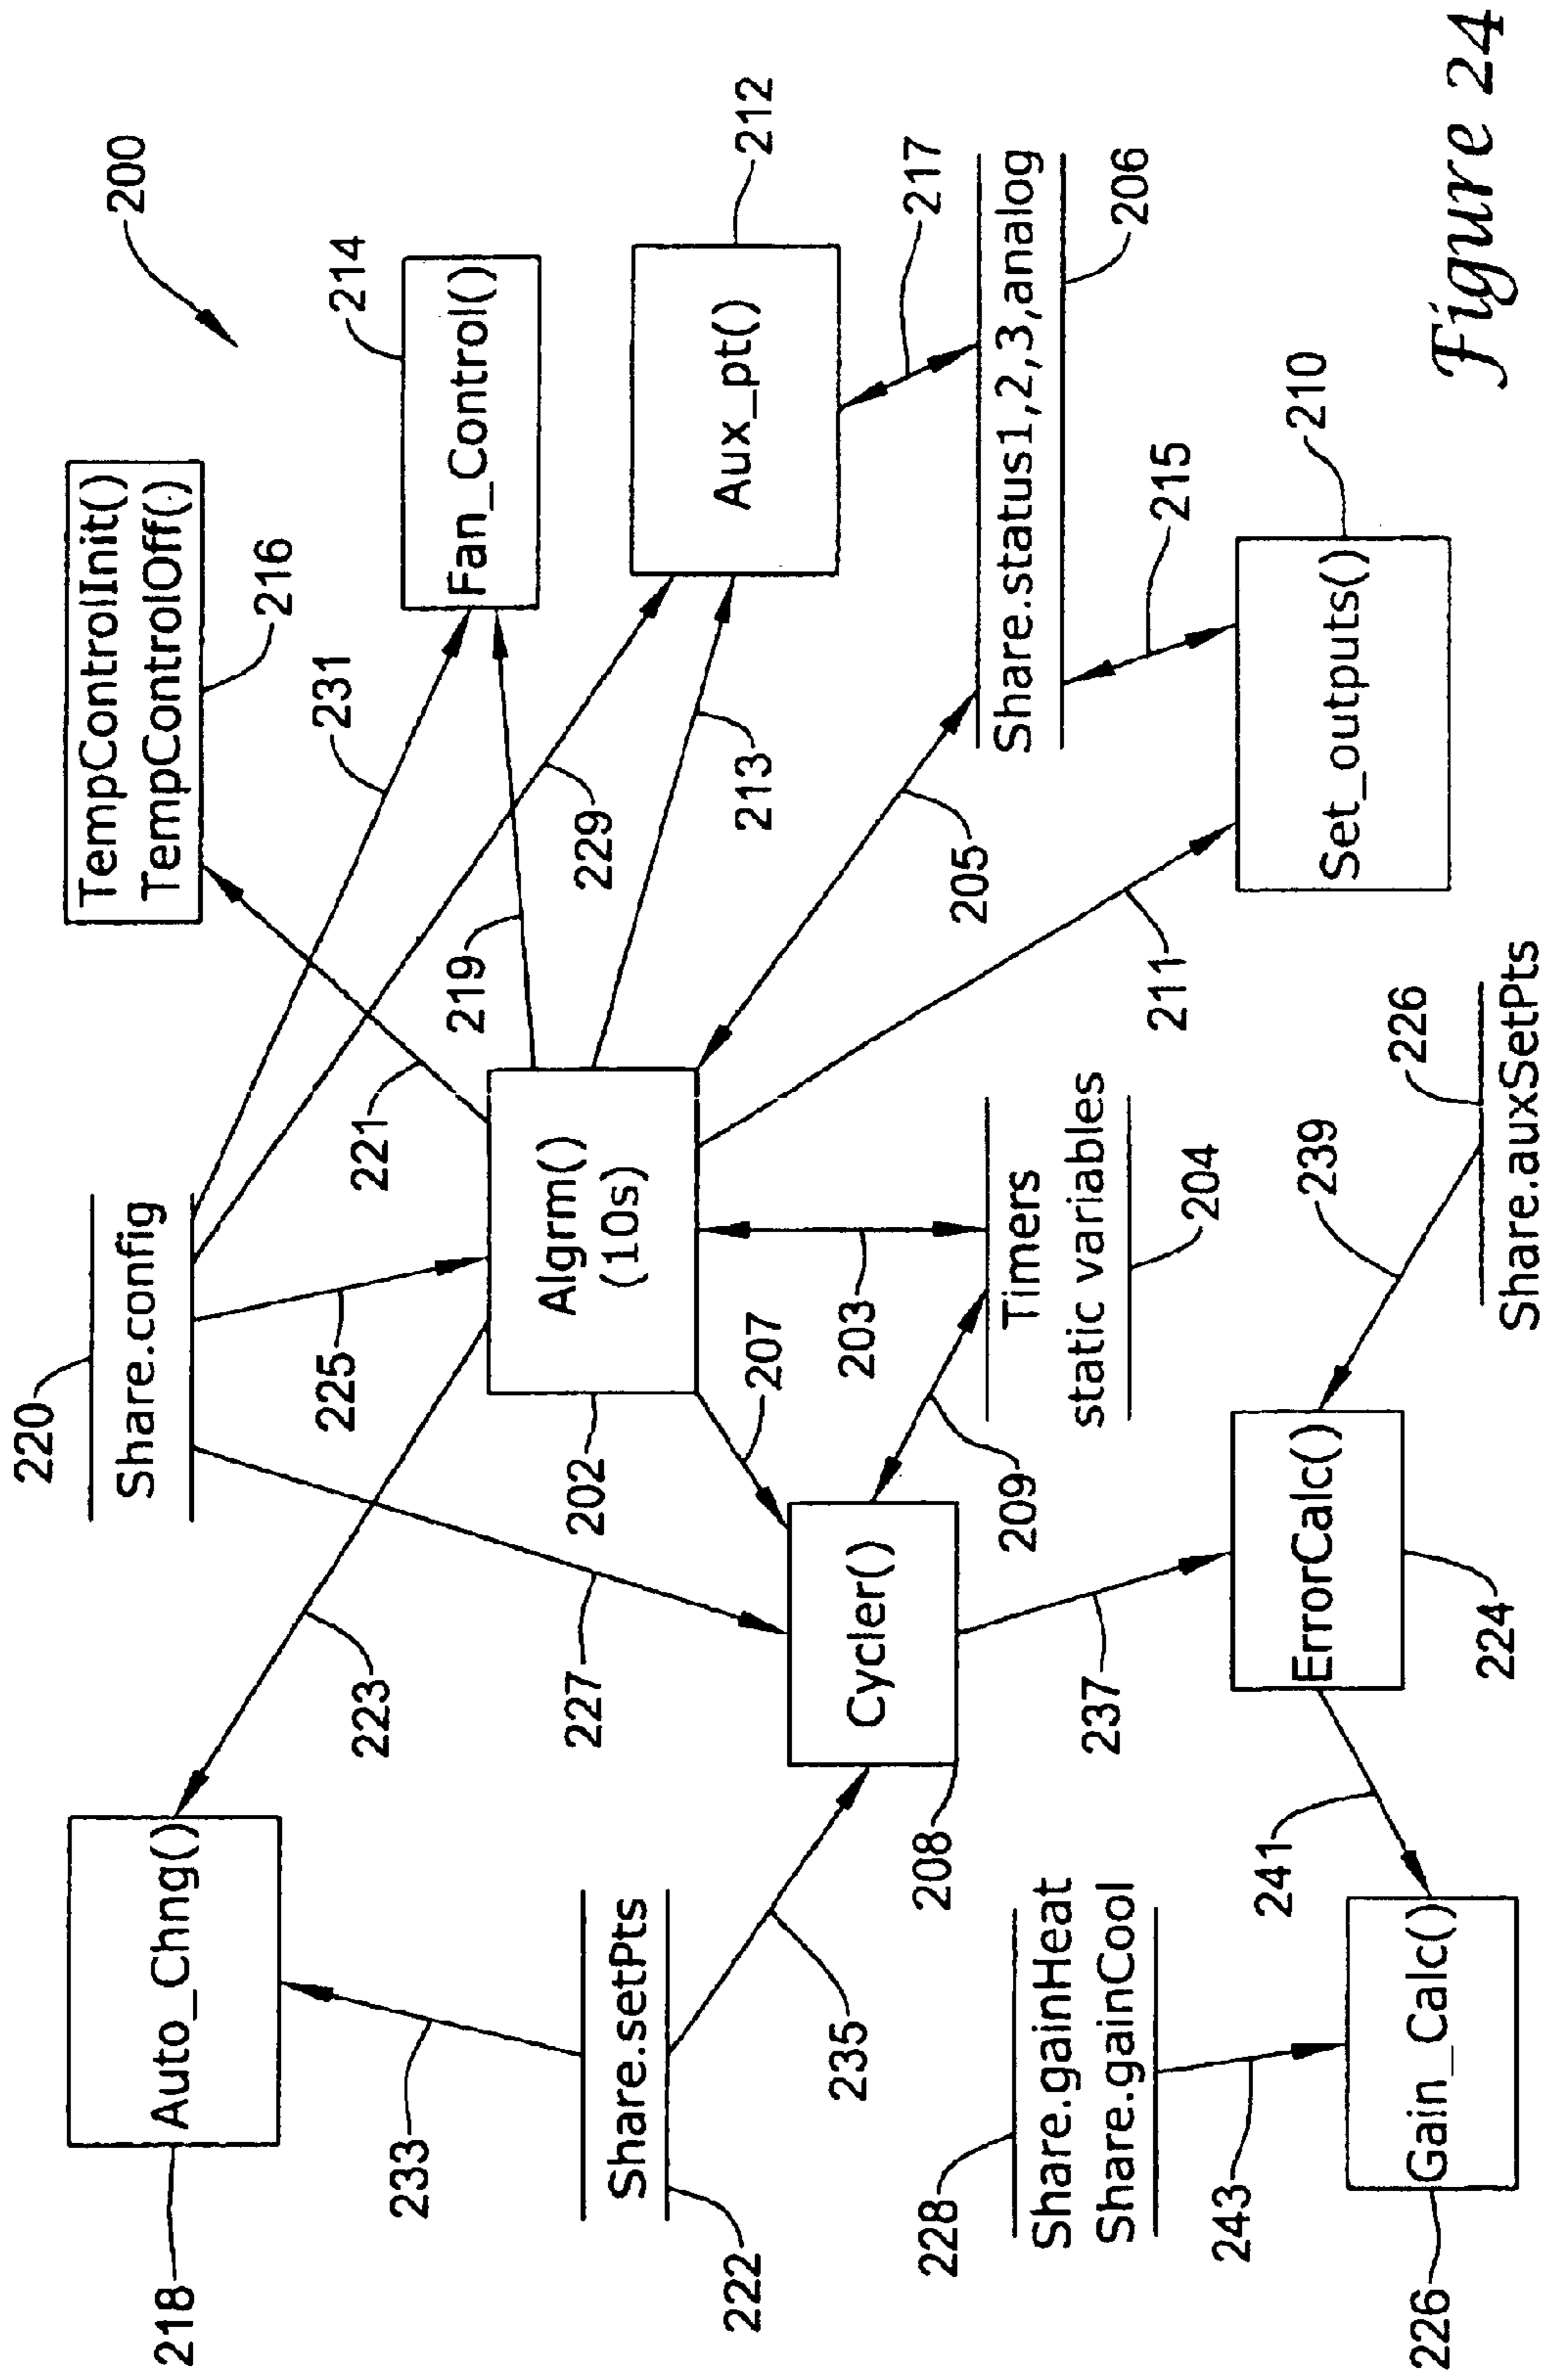 200
220
Share.config
TempControlInit()
TempControlOff()
216
214
Fan_Control()
231
221
225
223
227
218
Auto_Chng()
233
219
229
Algrm()
(10s)
202
213
212
Aux_pt()
217
222
Share.setPts
235
208
Cycler()
207
209
203
205
Timers
static variables
204
Share.status1,2,3,analog
206
215
211
210
Set_outputs()
228
Share.gainHeat
Share.gainCool
243
241
237
239
226
Share.auxSetPts
ErrorCalc()
224
Gain_Calc()
226
Figure 24